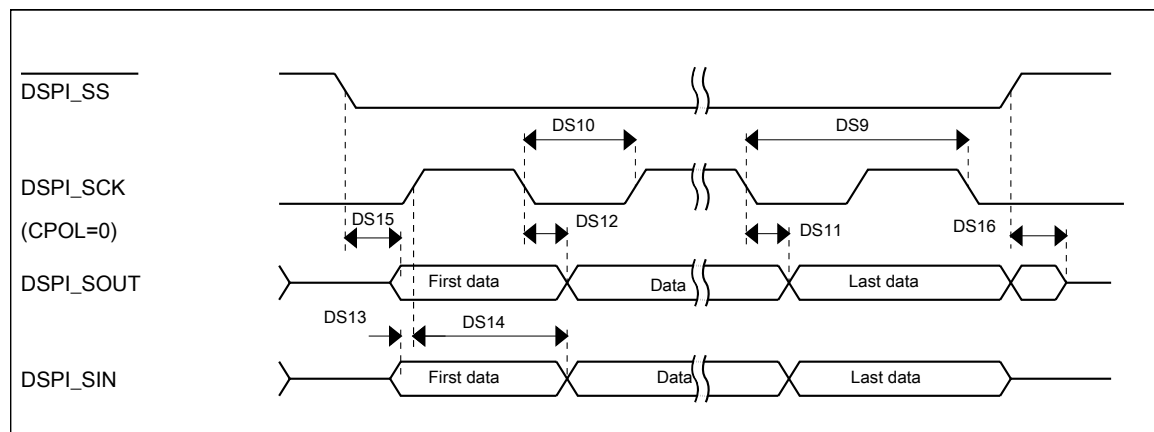 DSPI_SS
DS10
DS9
DSPI_SCK
(CPOL=0)
DS15
DS12
DS11
DS16
DSPI_SOUT
First data
Data
Last data
DS13
DS14
DSPI_SIN
First data
Data
Last data